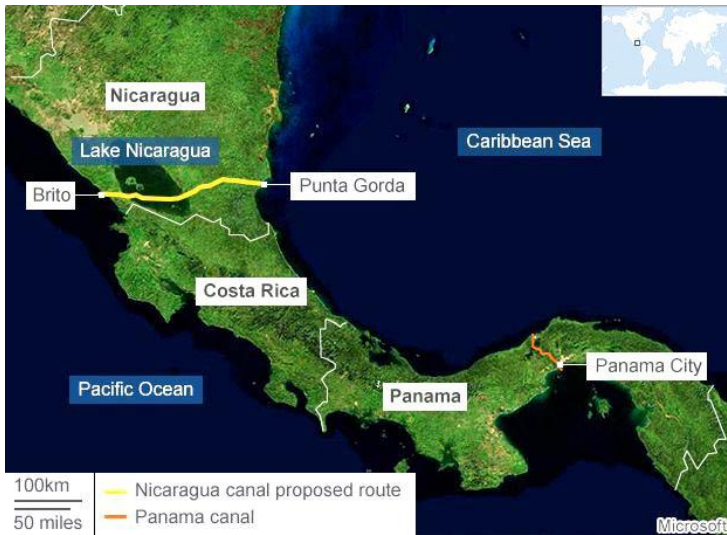 Nicaragua
Lake Nicaragua
Caribbean Sea
Brito
Punta Gorda
Costa Rica
Pacific Ocean
Panama
Panama City
100km
50 miles
Nicaragua canal proposed route
Panama canal
Microsoft